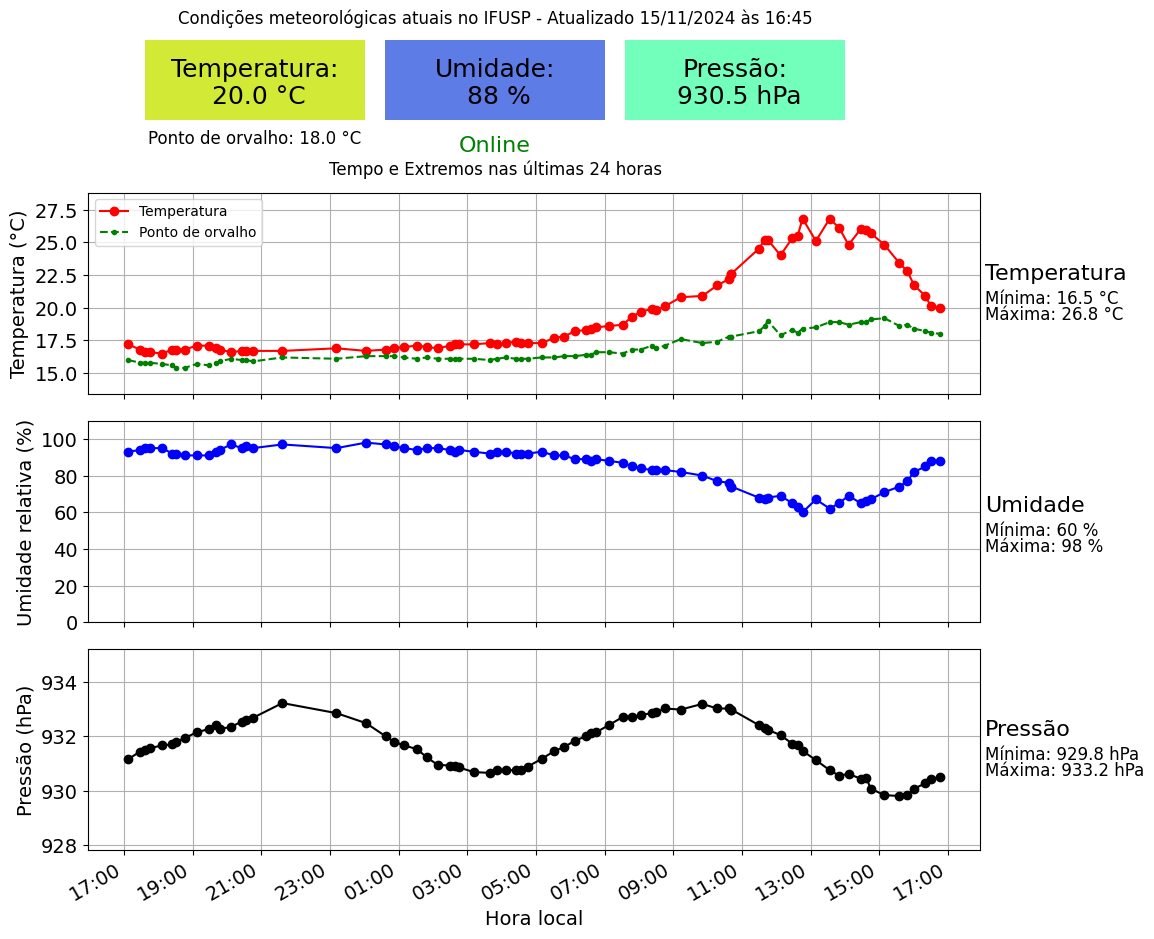 Condições meteorológicas atuais no IFUSP - Atualizado 15/11/2024 às 16:45
Temperatura:
20.0 °C
Umidade:
88 %
Pressão:
930.5 hPa
Ponto de orvalho: 18.0 °C
Online
Tempo e Extremos nas últimas 24 horas
Temperatura (°C)
27.5
25.0
22.5
20.0
17.5
15.0
Temperatura
Ponto de orvalho
Temperatura
Mínima: 16.5 °C
Máxima: 26.8 °C
Umidade relativa (%)
100
80
60
40
20
0
Umidade
Mínima: 60 %
Máxima: 98 %
Pressão (hPa)
934
932
930
928
Pressão
Mínima: 929.8 hPa
Máxima: 933.2 hPa
17:00 19:00 21:00 23:00 01:00 03:00 05:00 07:00 09:00 11:00 13:00 15:00 17:00
Hora local